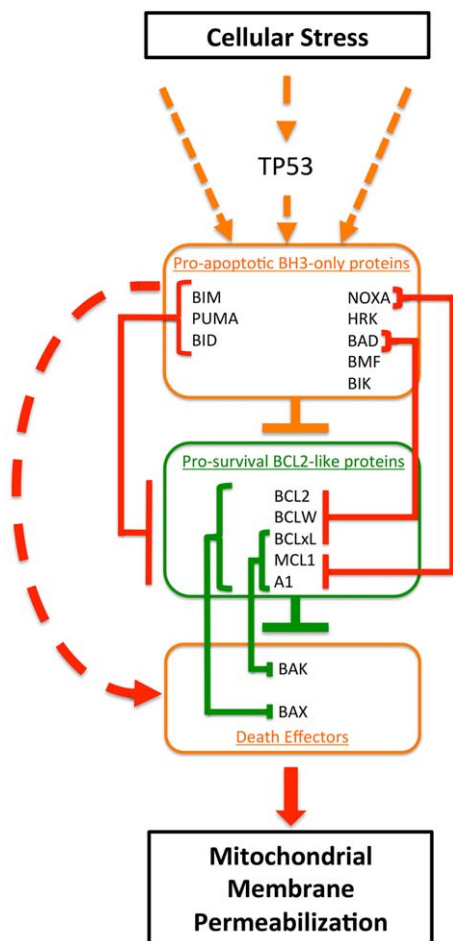 Cellular Stress
TP53
Pro-apoptotic BH3-only proteins
BIM
PUMA
BID
NOXA
HRK
BAD
BMF
BIK
Pro-survival BCL2-like proteins
BCL2
BCLW
BCLxL
MCL1
A1
BAK
BAX
Death Effectors
Mitochondrial
Membrane
Permeabilization